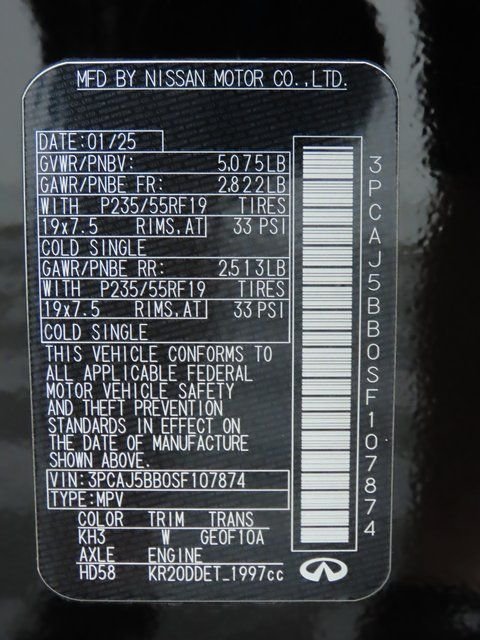 MFD BY NISSAN MOTOR CO.,LTD.
DATE:01/25
GVWR/PNBV: 5,075LB
GAWR/PNBE FR: 2,822LB
WITH P235/55RF19 TIRES
19x7.5 RIMS,AT 33 PSI
COLD SINGLE
GAWR/PNBE RR: 2,513LB
WITH P235/55RF19 TIRES
19x7.5 RIMS,AT 33 PSI
COLD SINGLE
THIS VEHICLE CONFORMS TO
ALL APPLICABLE FEDERAL
MOTOR VEHICLE SAFETY
AND THEFT PREVENTION
STANDARDS IN EFFECT ON
THE DATE OF MANUFACTURE
SHOWN ABOVE.
VIN:3PCAJ5BB0SF107874
TYPE:MPV
COLOR TRIM TRANS
KH3 W GE0F10A
AXLE ENGINE
HD58 KR20DDET_1997cc
3PCAJ5BB0SF107874